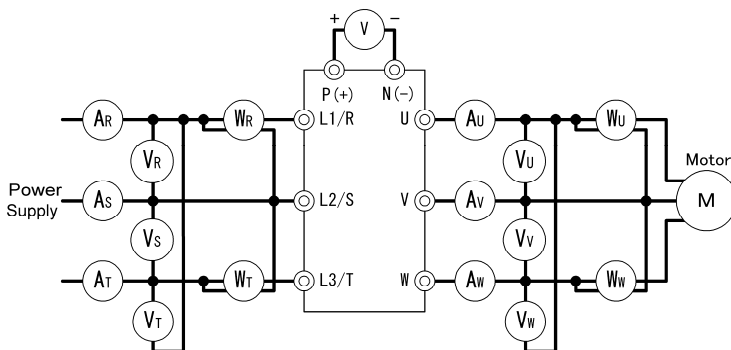 + V −
P(+) N(-)
AR WR L1/R U AU WU
VR VU Motor
Power Supply AS L2/S V AV M
VS VV
AT WT L3/T W AW WW
VT VW